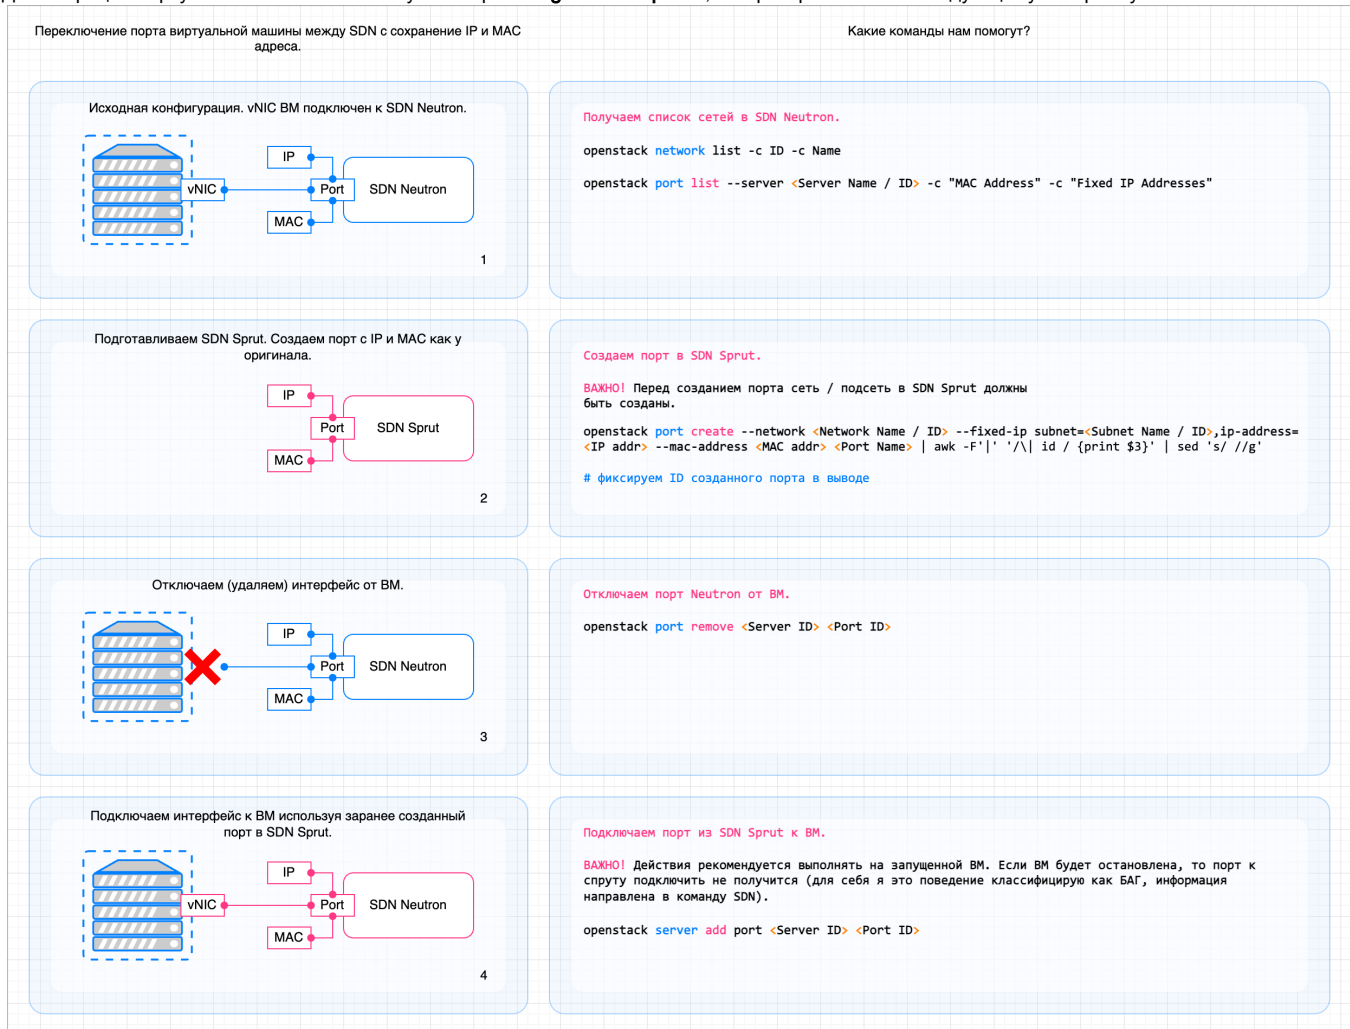 Переключение порта виртуальной машины между SDN с сохранение IP и MAC
адреса.
Какие команды нам помогут?
Исходная конфигурация. vNIC ВМ подключен к SDN Neutron.
IP
vNIC
Port
SDN Neutron
MAC
1
Получаем список сетей в SDN Neutron.
openstack network list -c ID -c Name
openstack port list --server <Server Name / ID> -c "MAC Address" -c "Fixed IP Addresses"
Подготавливаем SDN Sprut. Создаем порт с IP и MAC как у
оригинала.
IP
Port
SDN Sprut
MAC
2
Создаем порт в SDN Sprut.
ВАЖНО! Перед созданием порта сеть / подсеть в SDN Sprut должны
быть созданы.
openstack port create --network <Network Name / ID> --fixed-ip subnet=<Subnet Name / ID>,ip-address=
<IP addr> --mac-address <MAC addr> <Port Name> | awk -F'|' '/\| id / {print $3}' | sed 's/ //g'
# фиксируем ID созданного порта в выводе
Отключаем (удаляем) интерфейс от ВМ.
IP
Port
SDN Neutron
MAC
3
Отключаем порт Neutron от ВМ.
openstack port remove <Server ID> <Port ID>
Подключаем интерфейс к ВМ используя заранее созданный
порт в SDN Sprut.
IP
vNIC
Port
SDN Neutron
MAC
4
Подключаем порт из SDN Sprut к ВМ.
ВАЖНО! Действия рекомендуется выполнять на запущенной ВМ. Если ВМ будет остановлена, то порт к
спруту подключить не получится (для себя я это поведение классифицирую как БАГ, информация
направлена в команду SDN).
openstack server add port <Server ID> <Port ID>